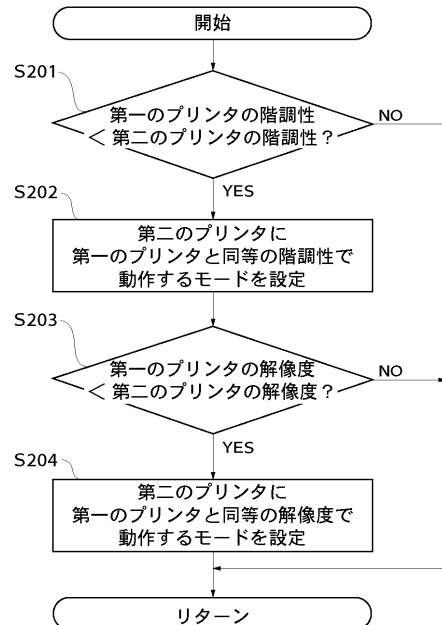 開始
S201
第一のプリンタの階調性
< 第二のプリンタの階調性？
NO
YES
S202
第二のプリンタに
第一のプリンタと同等の階調性で
動作するモードを設定
S203
第一のプリンタの解像度
< 第二のプリンタの解像度？
NO
YES
S204
第二のプリンタに
第一のプリンタと同等の解像度で
動作するモードを設定
リターン